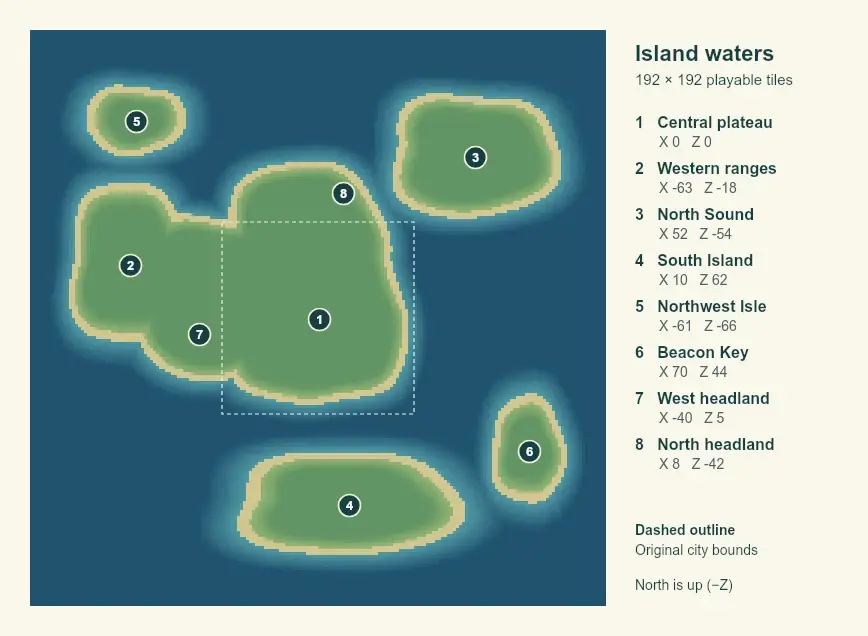 5
3
8
2
1
7
6
4
Island waters
192 × 192 playable tiles
1 Central plateau
X 0 Z 0
2 Western ranges
X -63 Z -18
3 North Sound
X 52 Z -54
4 South Island
X 10 Z 62
5 Northwest Isle
X -61 Z -66
6 Beacon Key
X 70 Z 44
7 West headland
X -40 Z 5
8 North headland
X 8 Z -42
Dashed outline
Original city bounds
North is up (−Z)